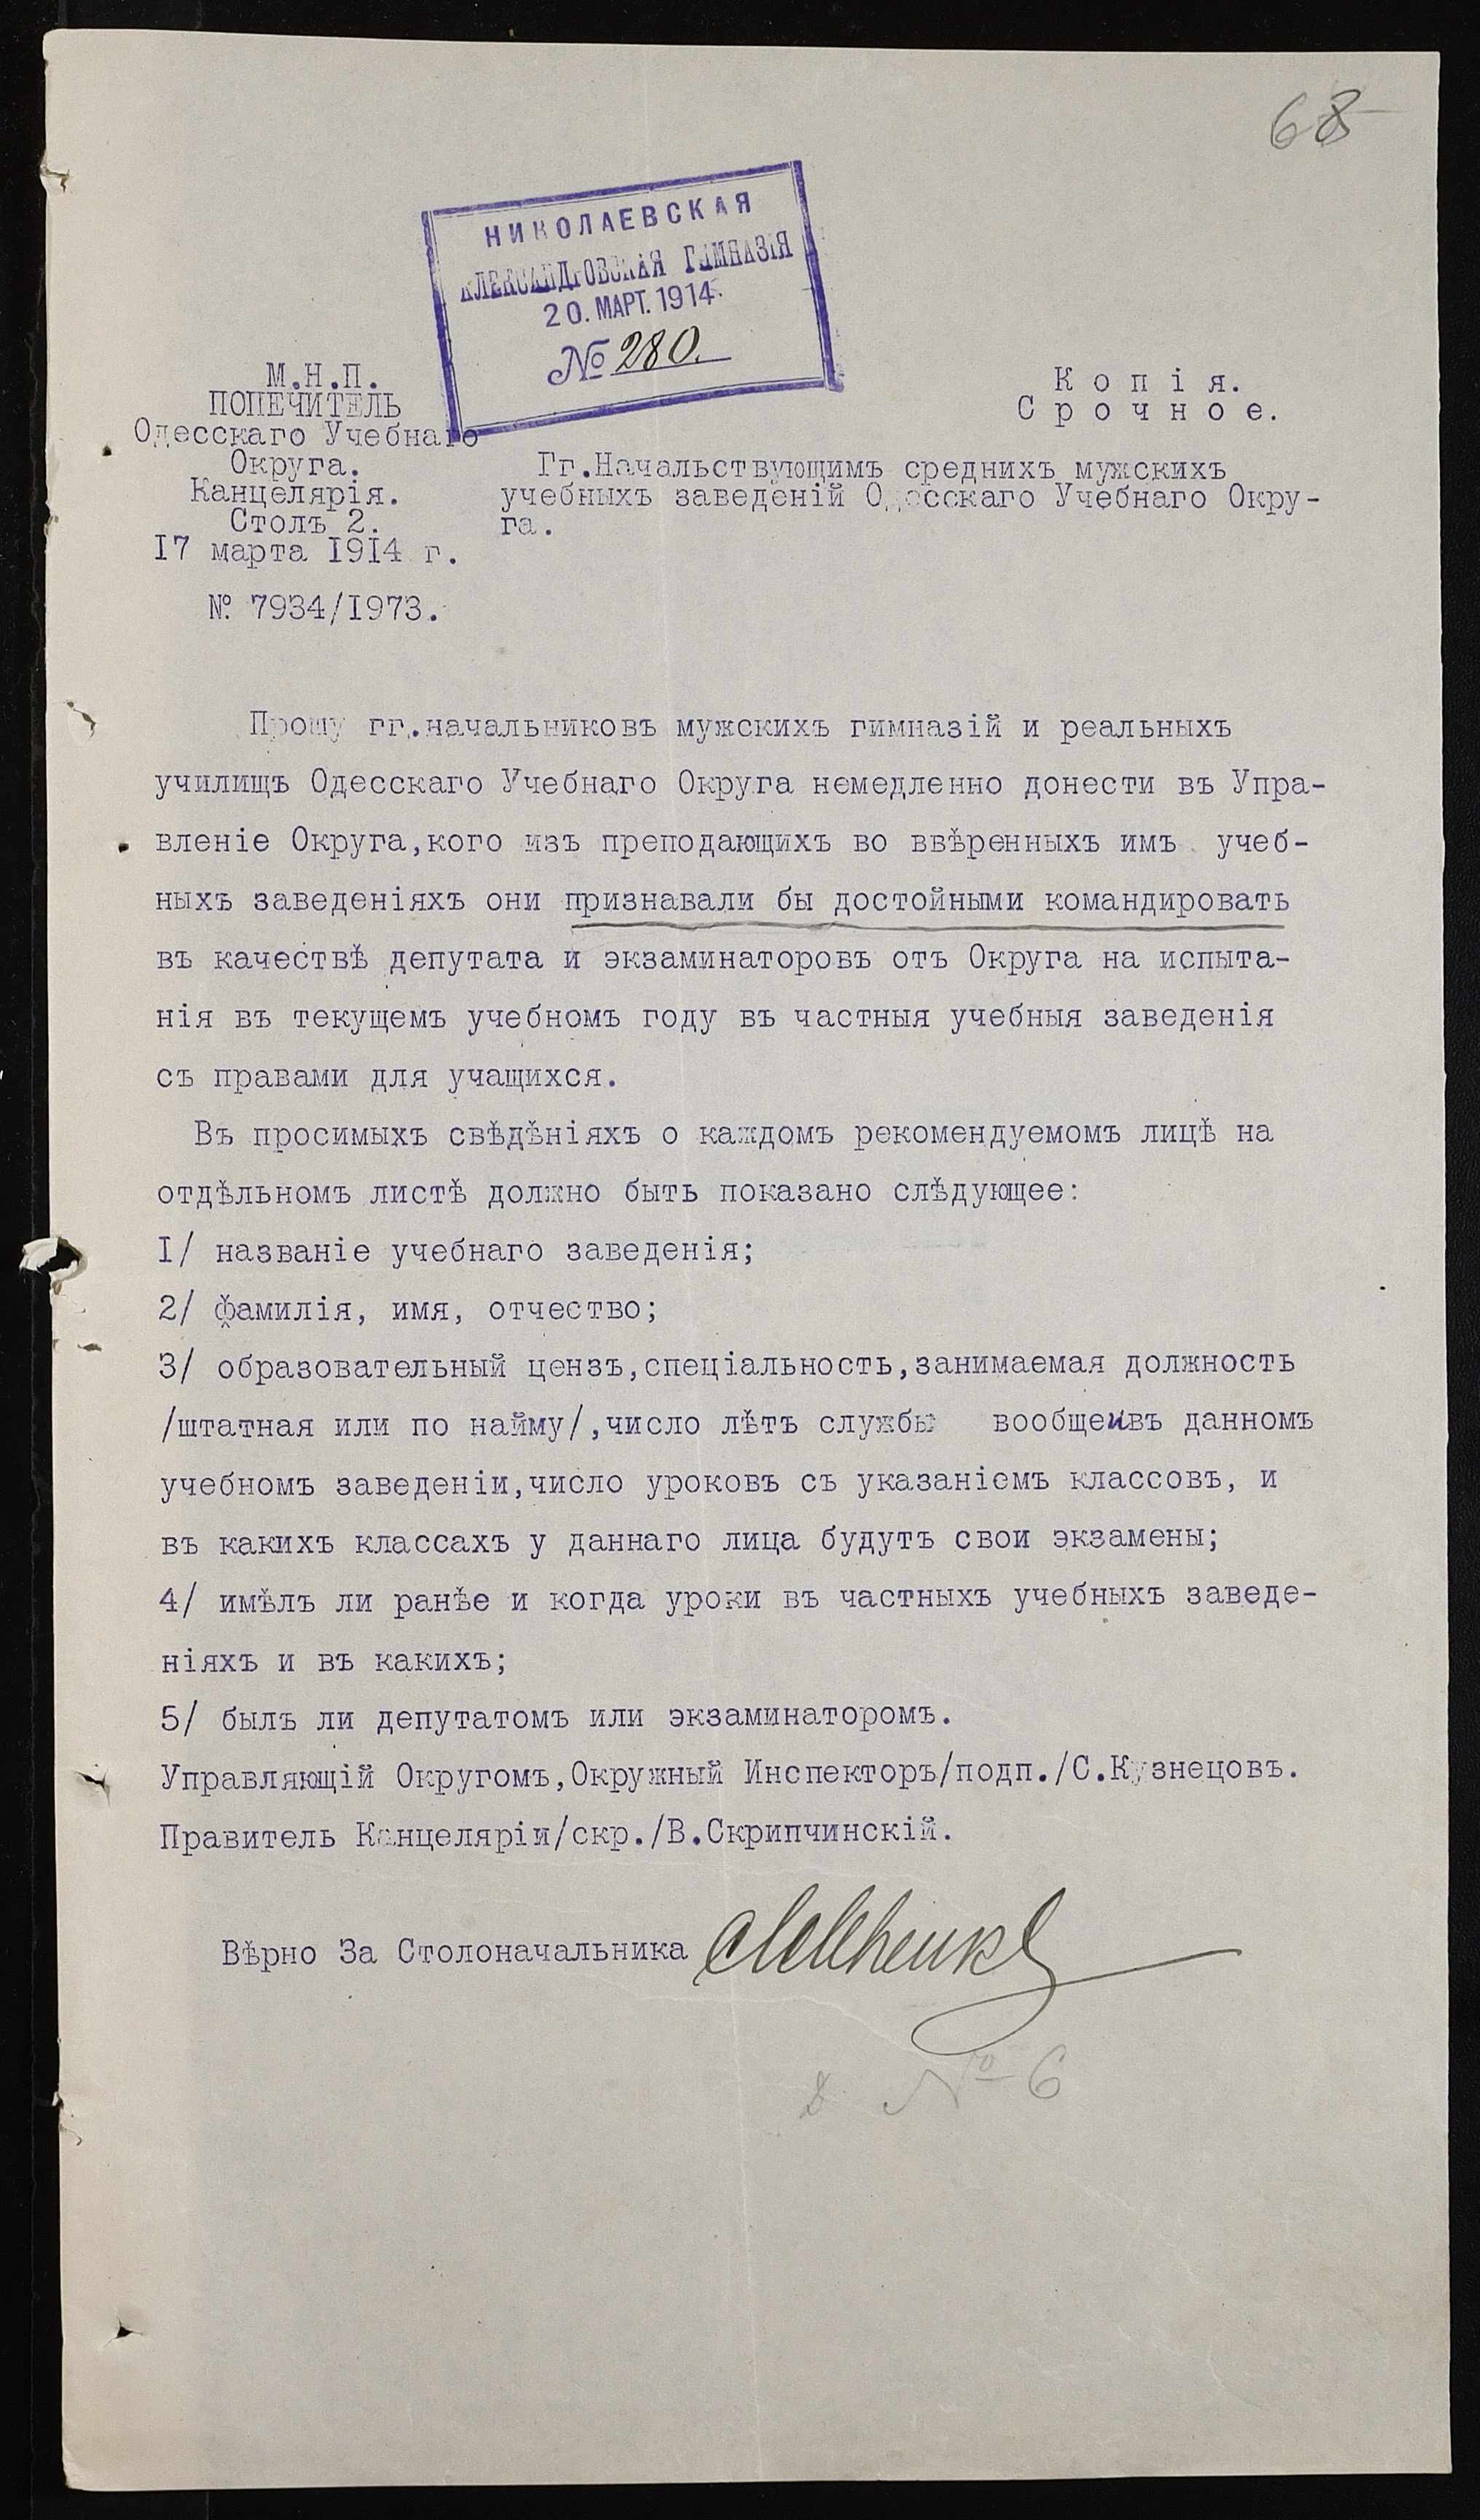 68
НИКОЛАЕВСКАЯ
АЛЕКСАНДРОВСКАЯ ГИМНАЗІЯ
20. МАРТ. 1914.
№ 280.
М.Н.П.
ПОПЕЧИТЕЛЬ
Одесскаго Учебнаго
Округа.
Канцелярія.
Столъ 2.
I7 марта I9I4 г.
№ 7934/I973.
Копія.
Срочное.
Гг.Начальствующимъ среднихъ мужскихъ
учебныхъ заведеній Одесскаго Учебнаго Окру-
га.
Прошу гг.начальниковъ мужскихъ гимназій и реальныхъ
училищъ Одесскаго Учебнаго Округа немедленно донести въ Упра-
вленіе Округа,кого изъ преподающихъ во ввѣренныхъ имъ учеб-
ныхъ заведеніяхъ они признавали бы достойными командировать
въ качествѣ депутата и экзаминаторовъ отъ Округа на испыта-
нія въ текущемъ учебномъ году въ частныя учебныя заведенія
съ правами для учащихся.
Въ просимыхъ свѣдѣніяхъ о каждомъ рекомендуемомъ лицѣ на
отдѣльномъ листѣ должно быть показано слѣдующее:
I/ названіе учебнаго заведенія;
2/ фамилія, имя, отчество;
3/ образовательный цензъ,спеціальность,занимаемая должность
/штатная или по найму/,число лѣтъ службы вообще и въ данномъ
учебномъ заведеніи,число уроковъ съ указаніемъ классовъ, и
въ какихъ классахъ у даннаго лица будутъ свои экзамены;
4/ имѣлъ ли ранѣе и когда уроки въ частныхъ учебныхъ заведе-
ніяхъ и въ какихъ;
5/ былъ ли депутатомъ или экзаминаторомъ.
Управляющій Округомъ,Окружный Инспекторъ/подп./С.Кузнецовъ.
Правитель Канцеляріи/скр./В.Скрипчинскій.
Вѣрно За Столоначальника
№ 6